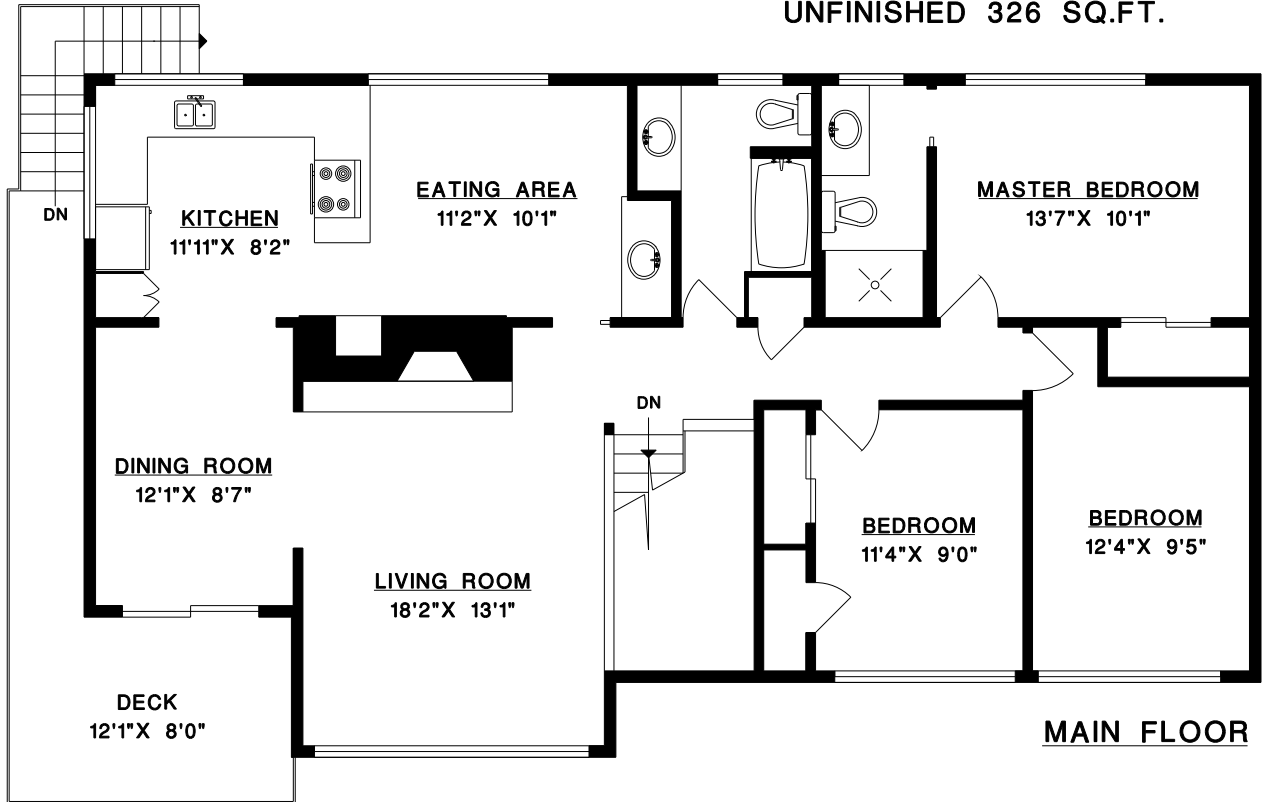 UNFINISHED 326 SQ.FT.
DN
KITCHEN
11'11"X 8'2"
EATING AREA
11'2"X 10'1"
MASTER BEDROOM
13'7"X 10'1"
DINING ROOM
12'1"X 8'7"
DN
LIVING ROOM
18'2"X 13'1"
BEDROOM
11'4"X 9'0"
BEDROOM
12'4"X 9'5"
DECK
12'1"X 8'0"
MAIN FLOOR